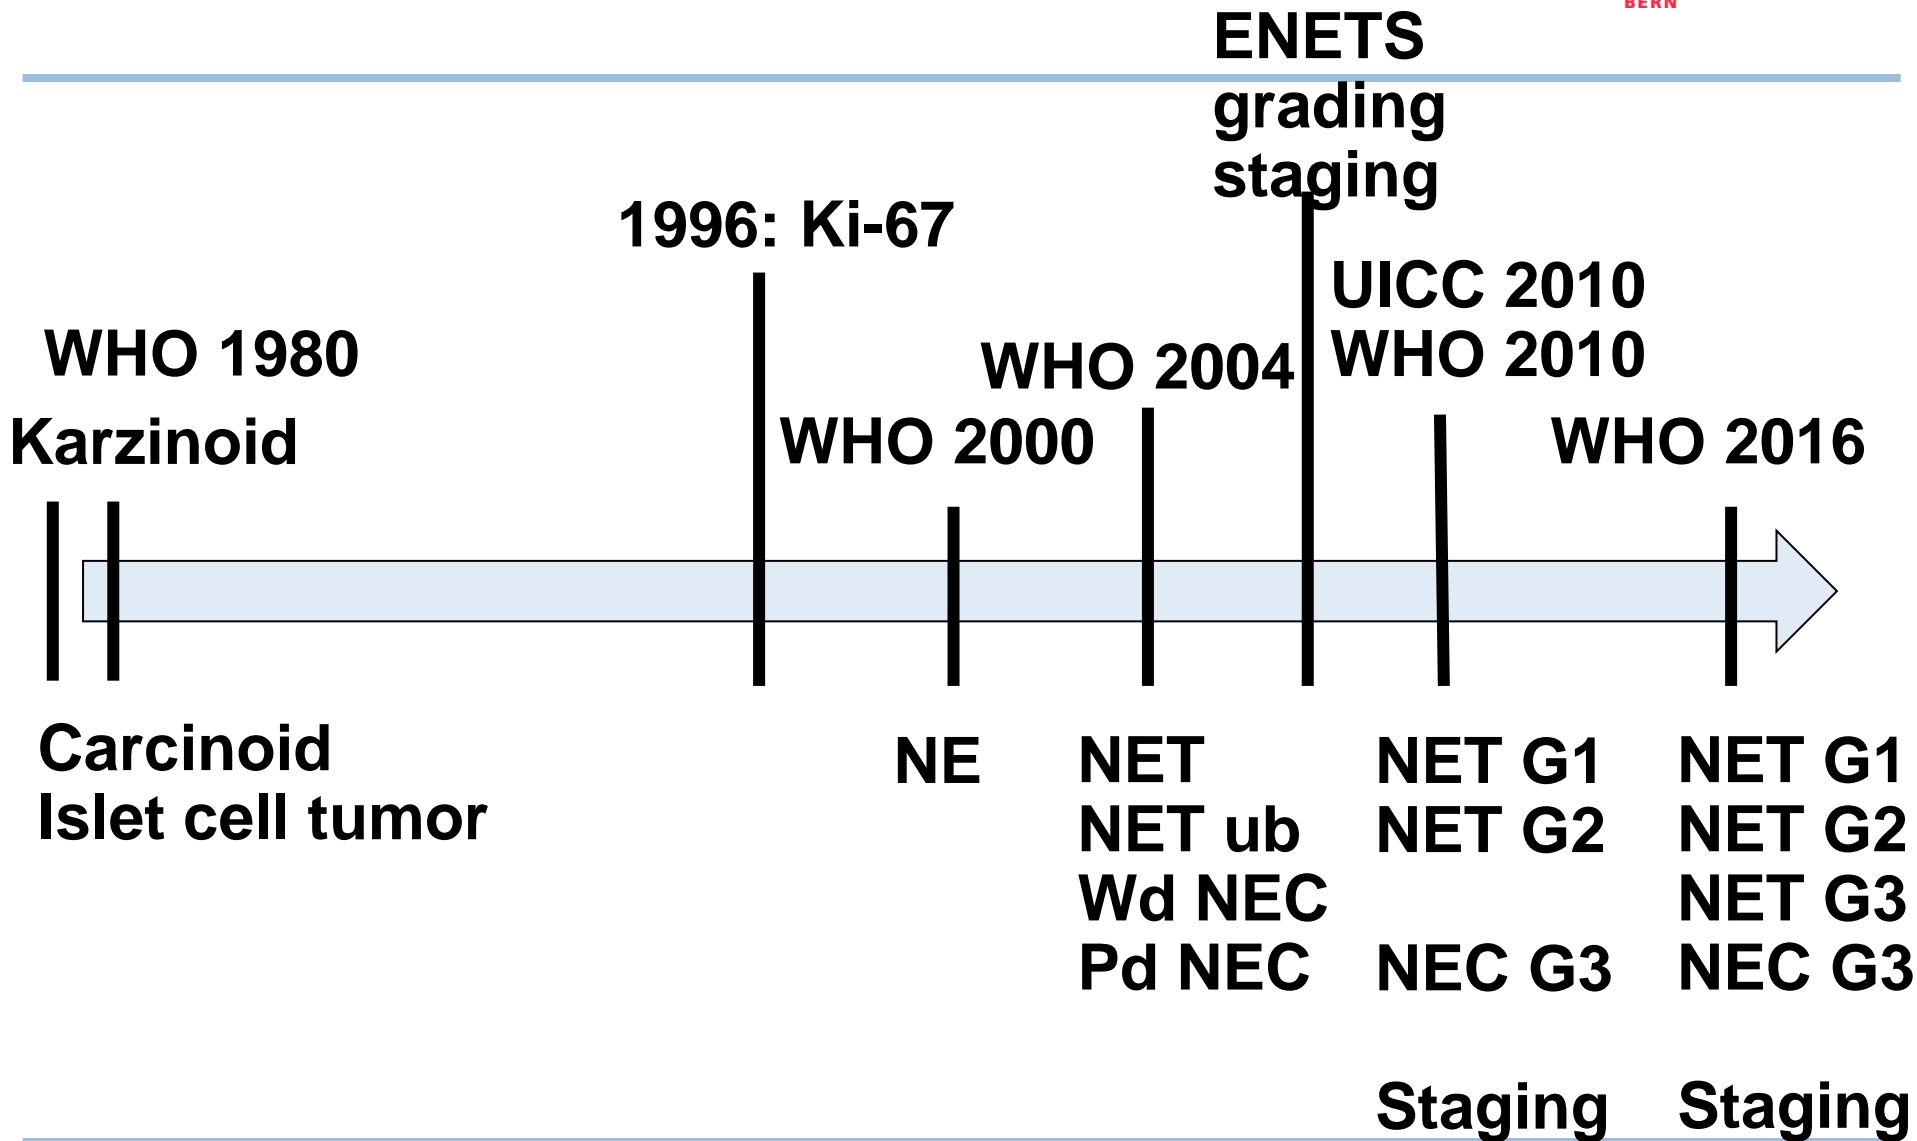 BERN
ENETS
grading
staging
1996: Ki-67
UICC 2010
WHO 2010
WHO 1980
WHO 2004
Karzinoid
WHO 2000
WHO 2016
Carcinoid
Islet cell tumor
NE
NET
NET ub
Wd NEC
Pd NEC
NET G1
NET G2
NEC G3
Staging
NET G1
NET G2
NET G3
NEC G3
Staging